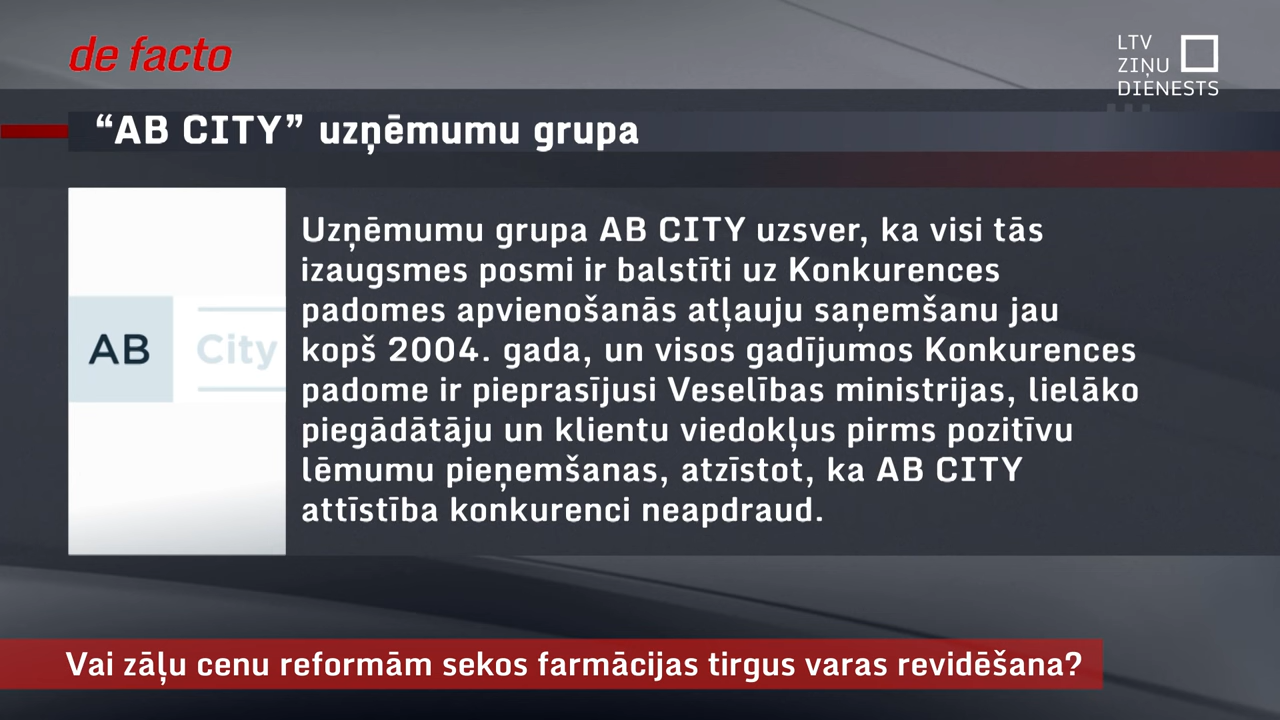 de facto
LTV
ZIŅU
DIENESTS
“AB CITY” uzņēmumu grupa
AB City
Uzņēmumu grupa AB CITY uzsver, ka visi tās
izaugsmes posmi ir balstīti uz Konkurences
padomes apvienošanās atļauju saņemšanu jau
kopš 2004. gada, un visos gadījumos Konkurences
padome ir pieprasījusi Veselības ministrijas, lielāko
piegādātāju un klientu viedokļus pirms pozitīvu
lēmumu pieņemšanas, atzīstot, ka AB CITY
attīstība konkurenci neapdraud.
Vai zāļu cenu reformām sekos farmācijas tirgus varas revidēšana?